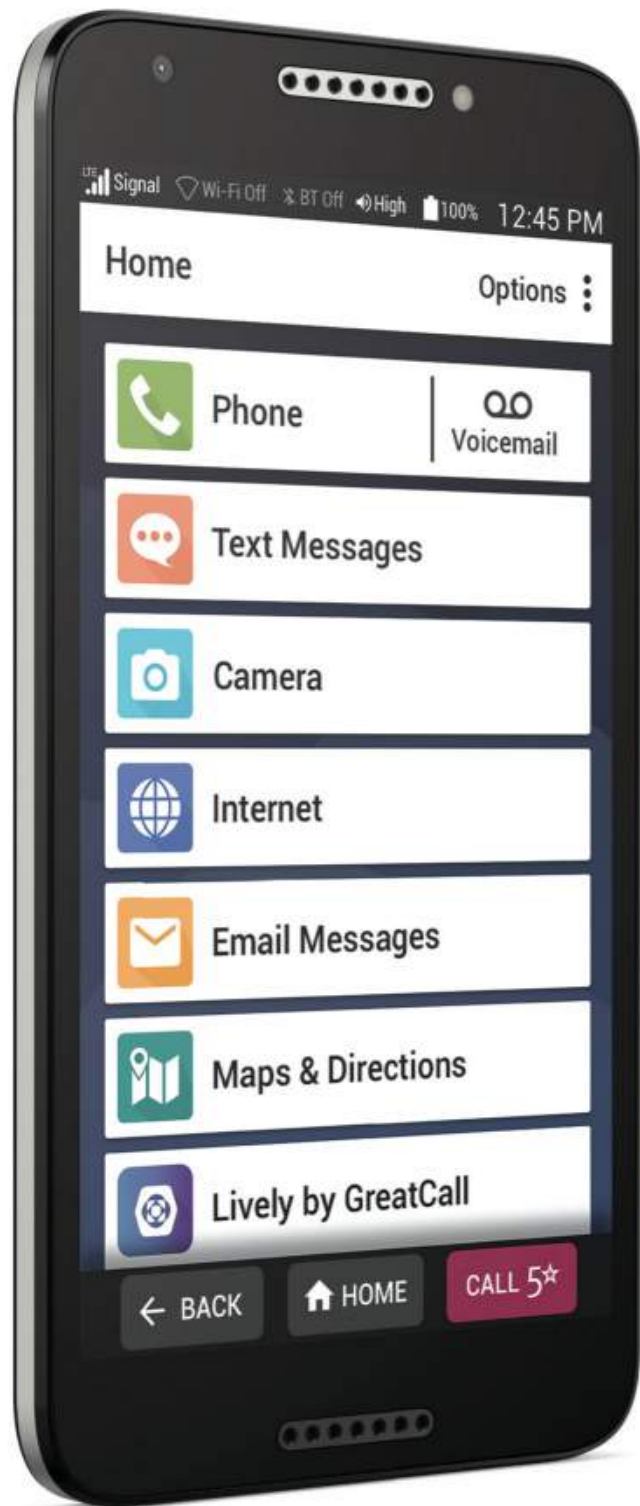 LTE Signal Wi-Fi Off BT Off High 100% 12:45 PM
Home Options
Phone Voicemail
Text Messages
Camera
Internet
Email Messages
Maps & Directions
Lively by GreatCall
← BACK HOME CALL 5☆